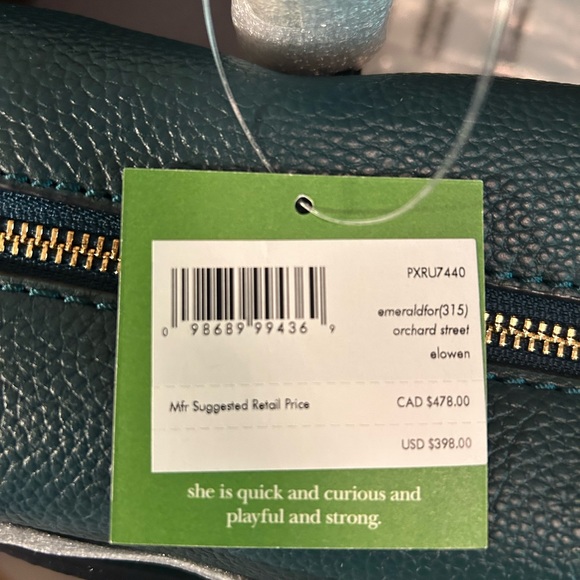 PXRU7440
0 98689 99436 9
emeraldfor(315)
orchard street
elowen
Mfr Suggested Retail Price CAD $478.00
USD $398.00
she is quick and curious and
playful and strong.